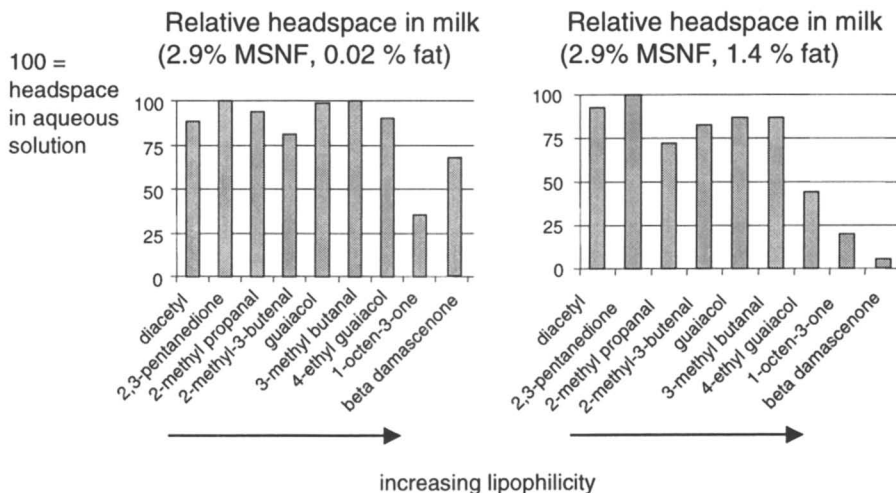 Relative headspace in milk
(2.9% MSNF, 0.02 % fat)
100 =
headspace
in aqueous
solution
100
75
50
25
0
diacetyl
2,3-pentanedione
2-methyl propanal
2-methyl-3-butenal
guaiacol
3-methyl butanal
4-ethyl guaiacol
1-octen-3-one
beta damascenone
Relative headspace in milk
(2.9% MSNF, 1.4 % fat)
100
75
50
25
0
diacetyl
2,3-pentanedione
2-methyl propanal
2-methyl-3-butenal
guaiacol
3-methyl butanal
4-ethyl guaiacol
1-octen-3-one
beta damascenone
increasing lipophilicity